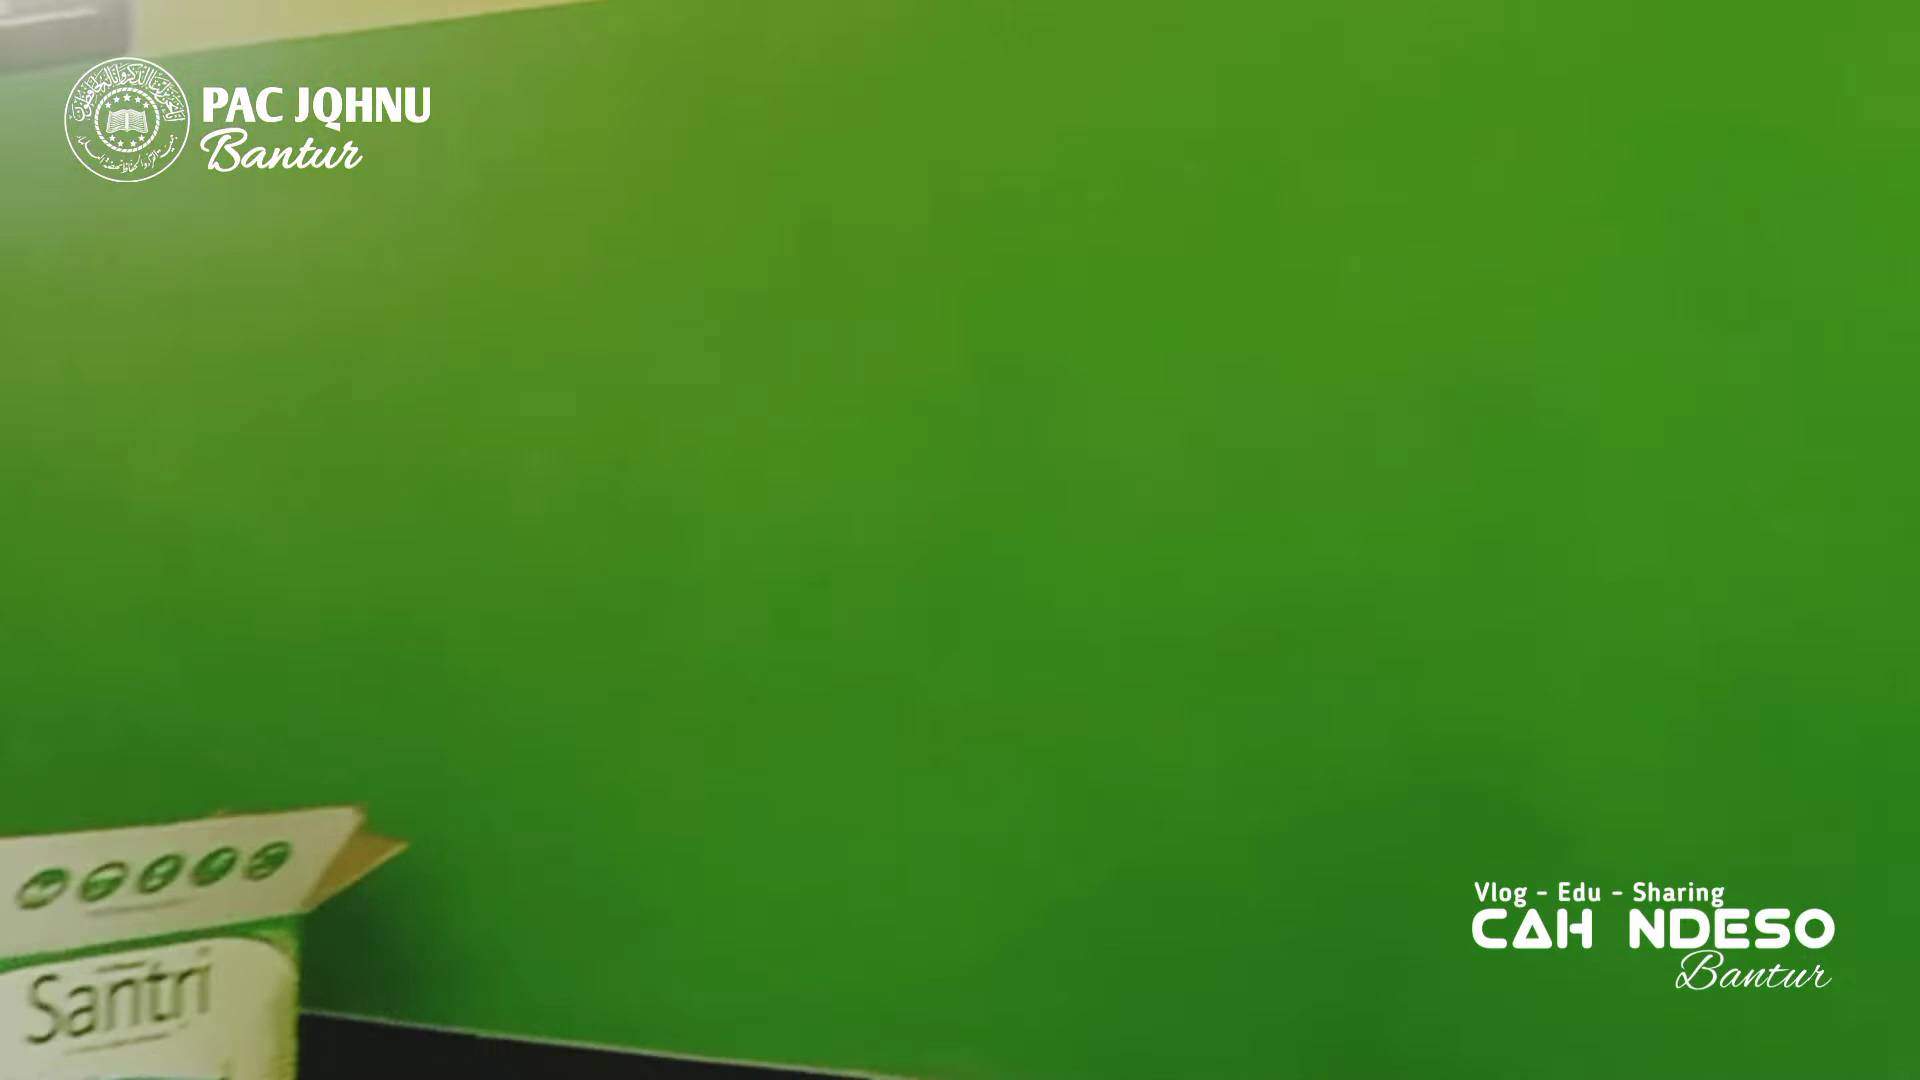 PAC JQHNU
Bantur
Vlog - Edu - Sharing
CAH NDESO
Bantur
Santri